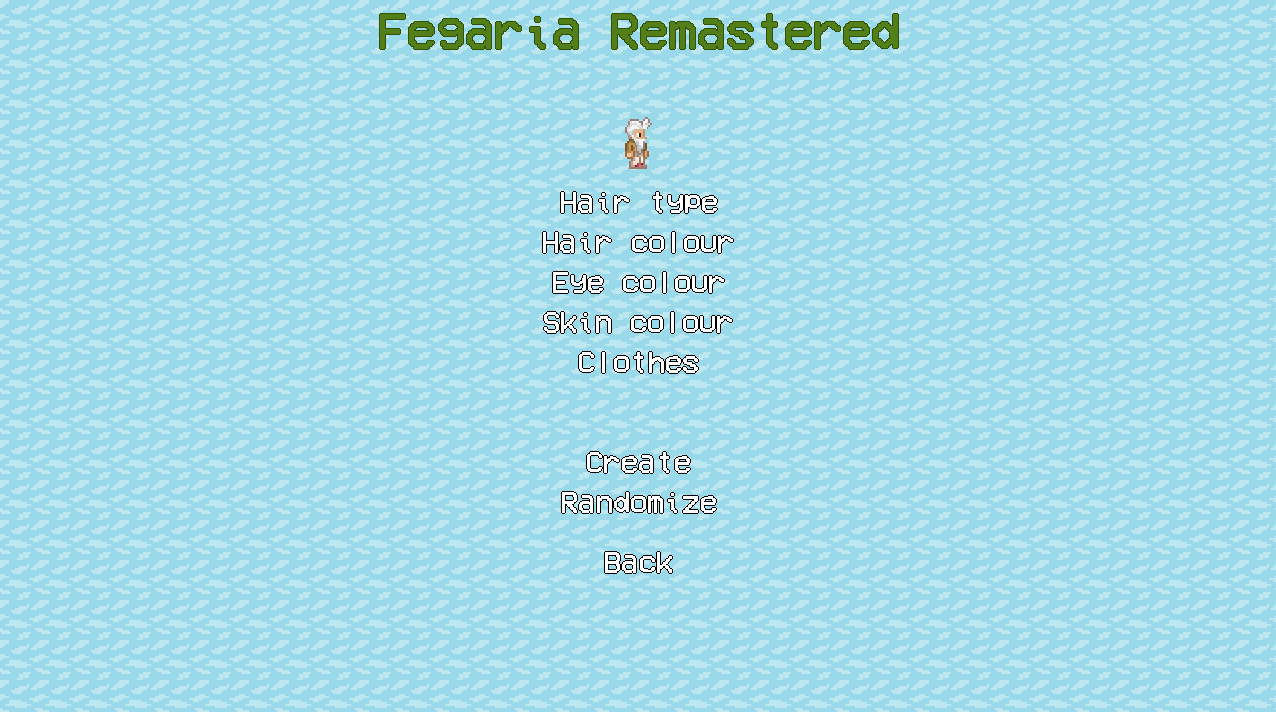 Fegaria Remastered
Hair type
Hair colour
Eye colour
Skin colour
Clothes
Create
Randomize
Back